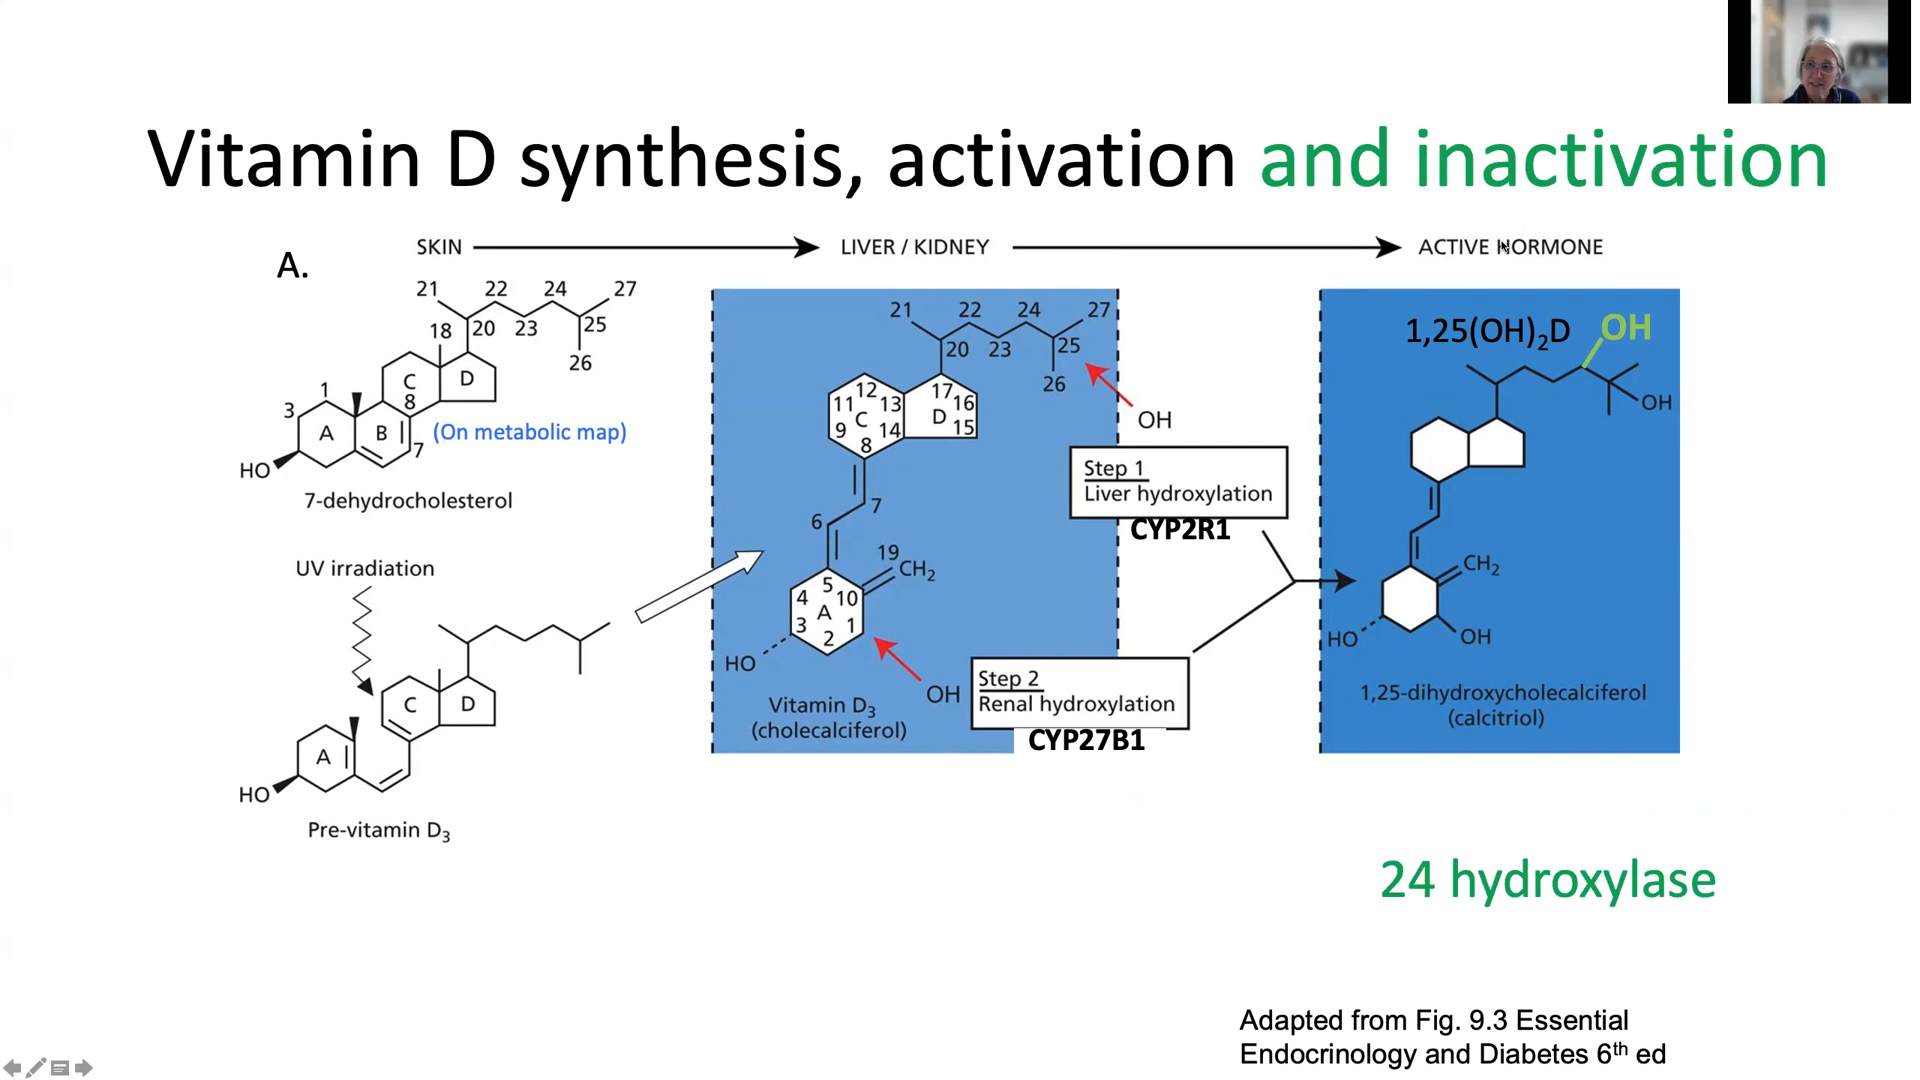 Vitamin D synthesis, activation and inactivation
SKIN
LIVER / KIDNEY
ACTIVE HORMONE
A.
21
22
24
27
18
20
23
25
26
1
3
C
D
8
A
B
7
(On metabolic map)
HO
7-dehydrocholesterol
UV irradiation
C
D
A
HO
Pre-vitamin D3
21
22
24
27
20
23
25
26
12
17
11
13
16
C
D
9
14
15
8
OH
Step 1
Liver hydroxylation
CYP2R1
7
6
19
CH2
5
4
10
A
3
1
2
HO
OH
Step 2
Renal hydroxylation
CYP27B1
Vitamin D3
(cholecalciferol)
1,25(OH)2D
OH
OH
CH2
HO
OH
1,25-dihydroxycholecalciferol
(calcitriol)
24 hydroxylase
Adapted from Fig. 9.3 Essential
Endocrinology and Diabetes 6th ed